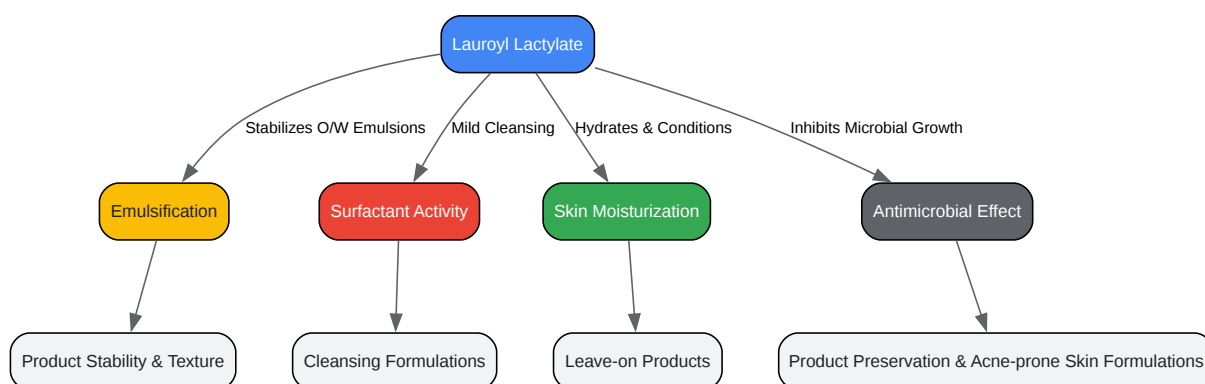 Lauroyl Lactylate
Stabilizes O/W Emulsions
Mild Cleansing
Hydrates & Conditions
Inhibits Microbial Growth
Emulsification
Surfactant Activity
Skin Moisturization
Antimicrobial Effect
Product Stability & Texture
Cleansing Formulations
Leave-on Products
Product Preservation & Acne-prone Skin Formulations